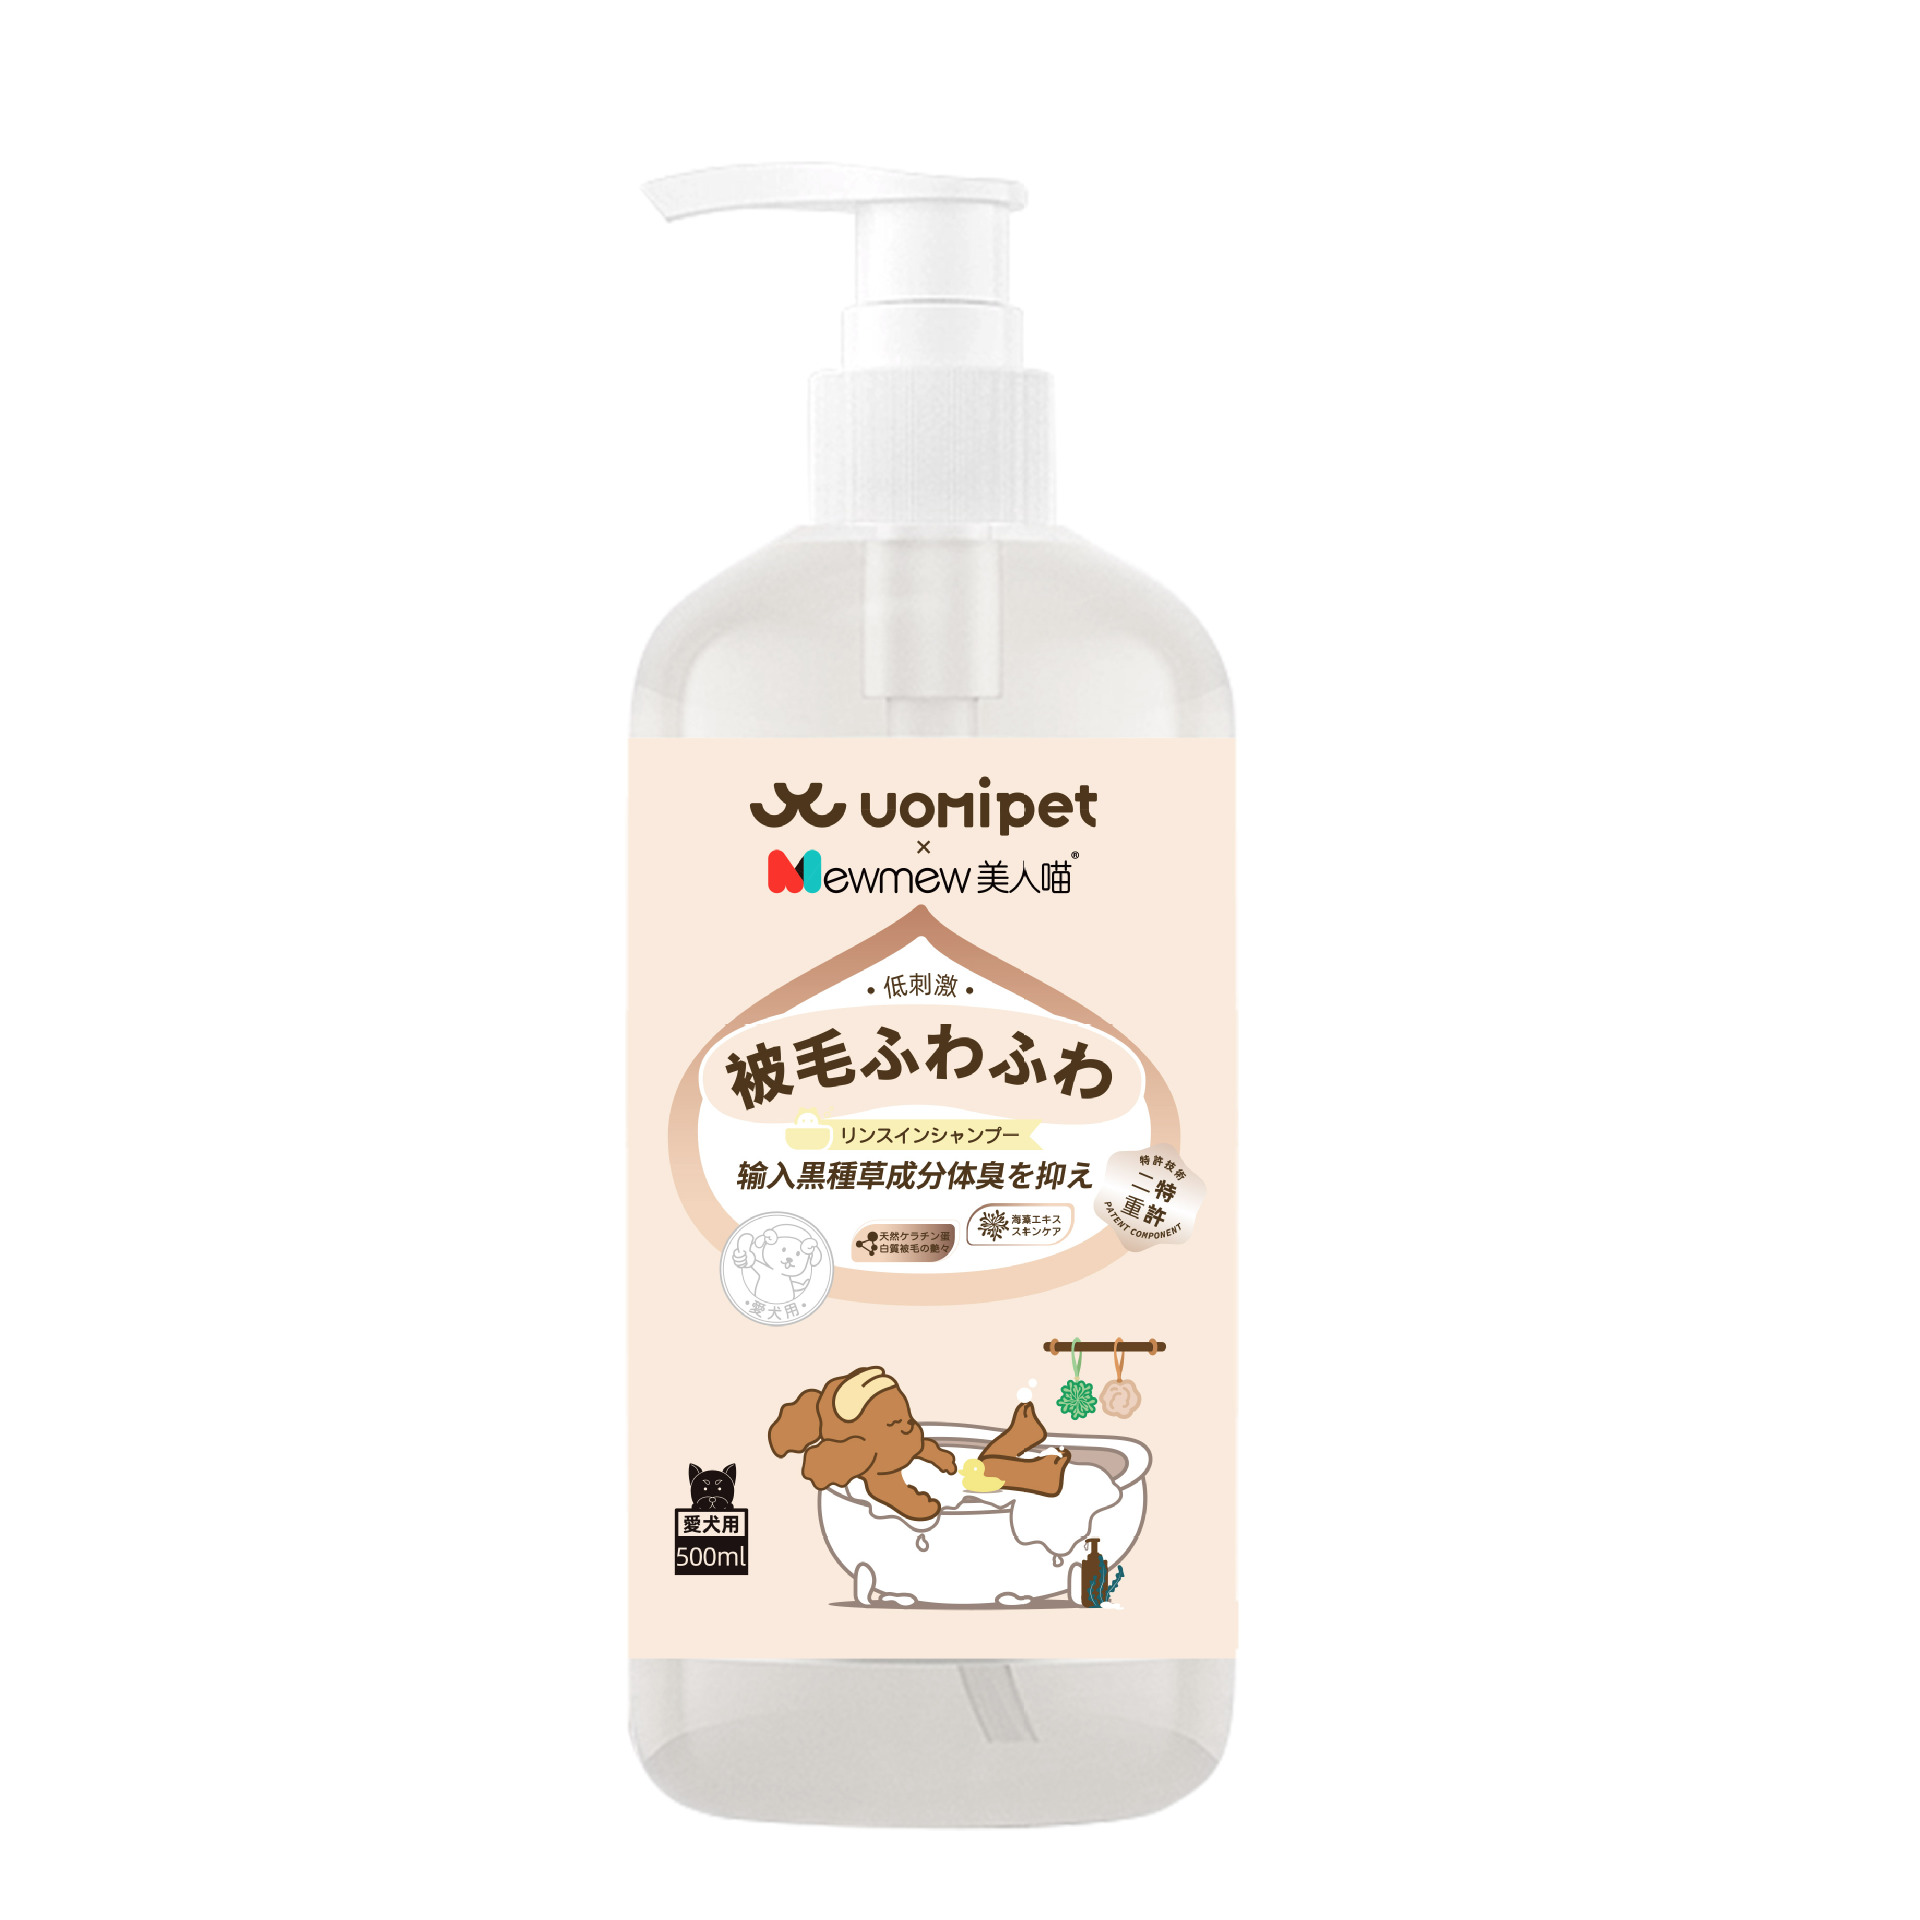 uomipet
×
Mewmew 美人喵®
• 低刺激 •
被毛ふわふわ
リンスインシャンプー
输入黒種草成分体臭を抑え
特許技術
二特
重許
PATENT COMPONENT
天然ケラチン蛋
白質被毛の艶々
海藻エキス
スキンケア
•愛犬用•
愛犬用
500ml